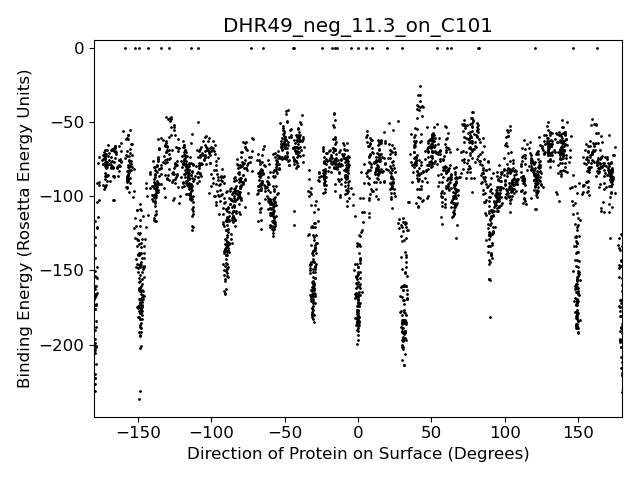 DHR49_neg_11.3_on_C101
Binding Energy (Rosetta Energy Units)
0
−50
−100
−150
−200
−150 −100 −50 0 50 100 150
Direction of Protein on Surface (Degrees)